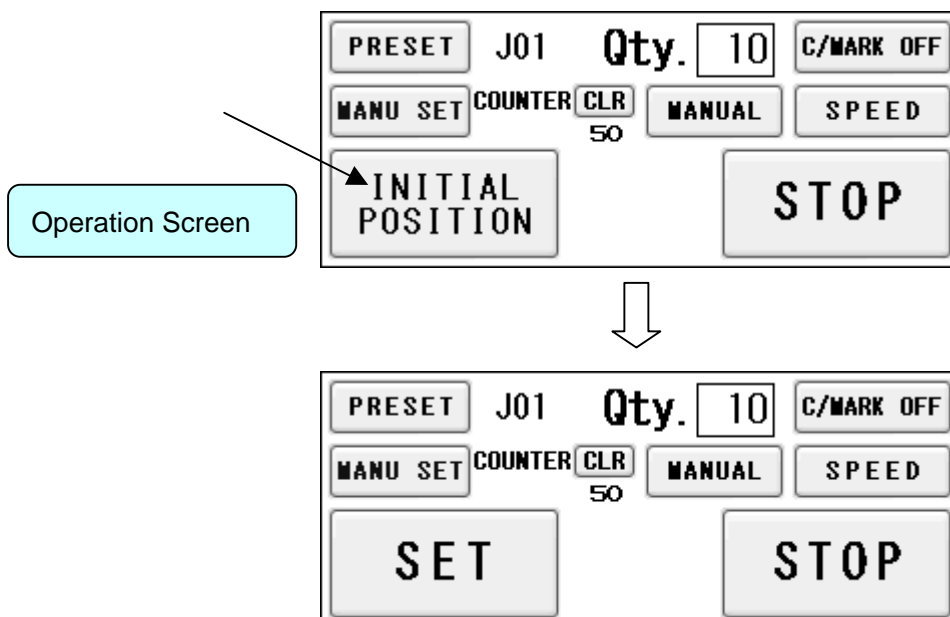 PRESET J01 Qty. 10 C/MARK OFF
MANU SET COUNTER CLR MANUAL SPEED
50
INITIAL
POSITION
STOP
Operation Screen
PRESET J01 Qty. 10 C/MARK OFF
MANU SET COUNTER CLR MANUAL SPEED
50
SET STOP